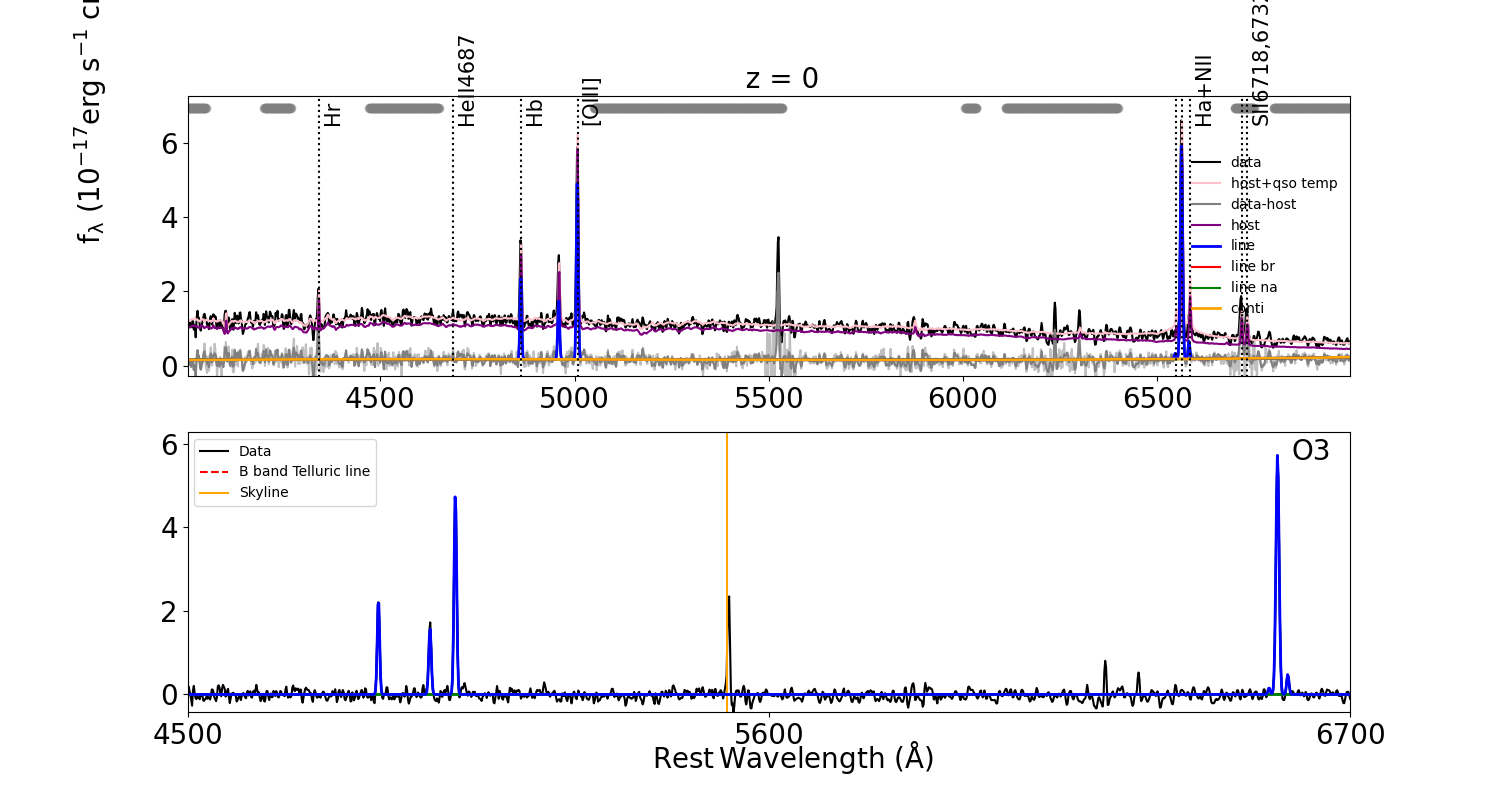 z = 0
fλ (10−17erg s−1 c
Hr
HeII4687
Hb
[OIII]
Ha+NII
SII6718,673
data
host+qso temp
data-host
host
line
line br
line na
conti
6
4
2
0
4500 5000 5500 6000 6500
Data
B band Telluric line
Skyline
O3
6
4
2
0
4500 5600 6700
Rest Wavelength (Å)